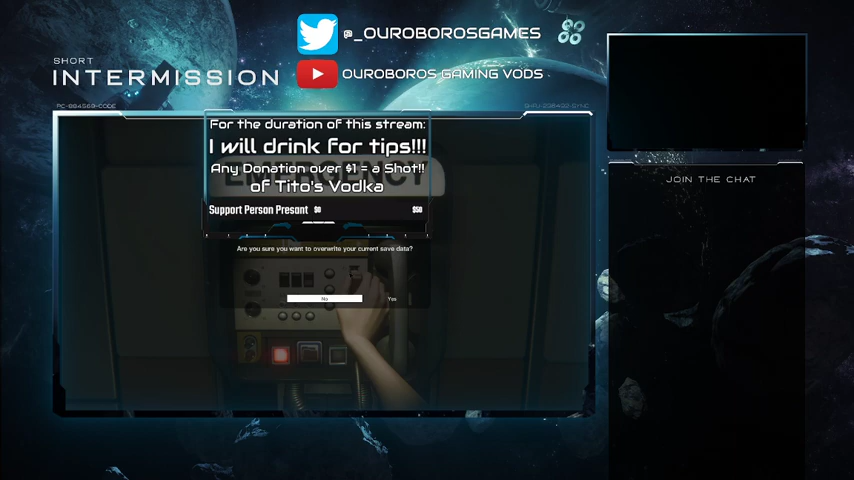 SHORT
INTERMISSION
@_OUROBOROSGAMES
OUROBOROS GAMING VODS
For the duration of this stream:
I will drink for tips!!!
Any Donation over $1 = a Shot!!
of Tito's Vodka
EMERGENCY
Support Person Presant $0 $50
Are you sure you want to overwrite your current save data?
No Yes
JOIN THE CHAT